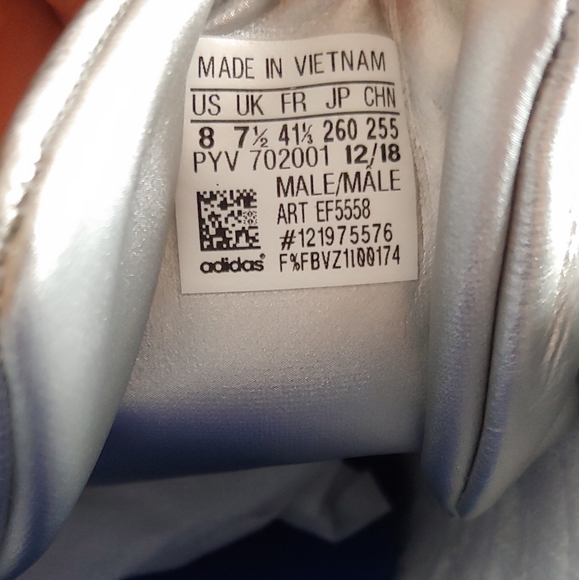 MADE IN VIETNAM
US UK FR JP CHN
8 7½ 41⅓ 260 255
PYV 702001 12/18
MALE/MÂLE
ART EF5558
#121975576
adidas® F%FBVZ1100174